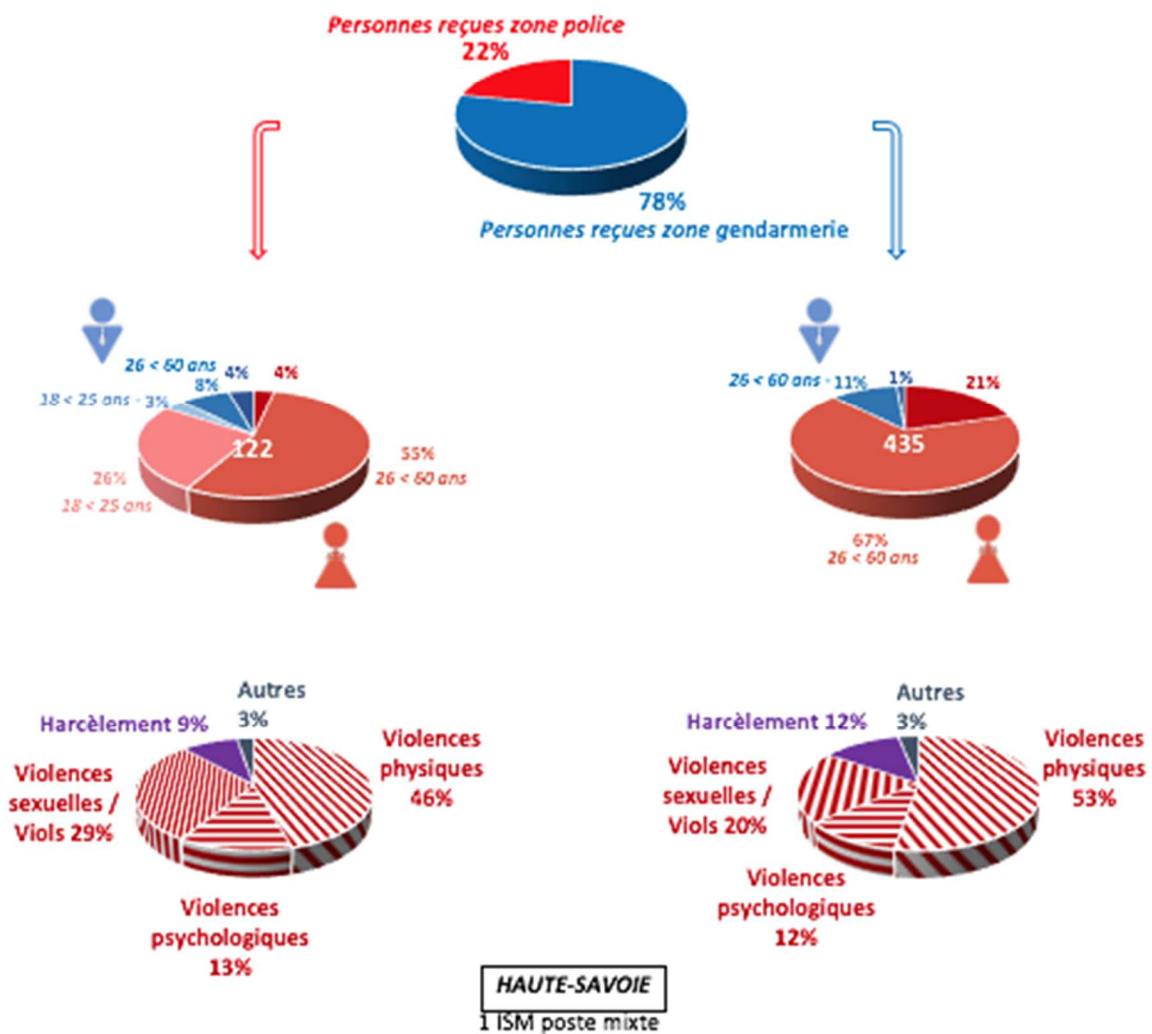 Personnes reçues zone police
22%
78%
Personnes reçues zone gendarmerie
26 < 60 ans
8%
4%
4%
18 < 25 ans - 3%
122
55%
26 < 60 ans
26%
18 < 25 ans
26 < 60 ans - 11%
1%
21%
435
67%
26 < 60 ans
Autres
3%
Harcèlement 9%
Violences
physiques
46%
Violences
sexuelles /
Viols 29%
Violences
psychologiques
13%
Autres
3%
Harcèlement 12%
Violences
physiques
53%
Violences
sexuelles /
Viols 20%
Violences
psychologiques
12%
HAUTE-SAVOIE
1 ISM poste mixte